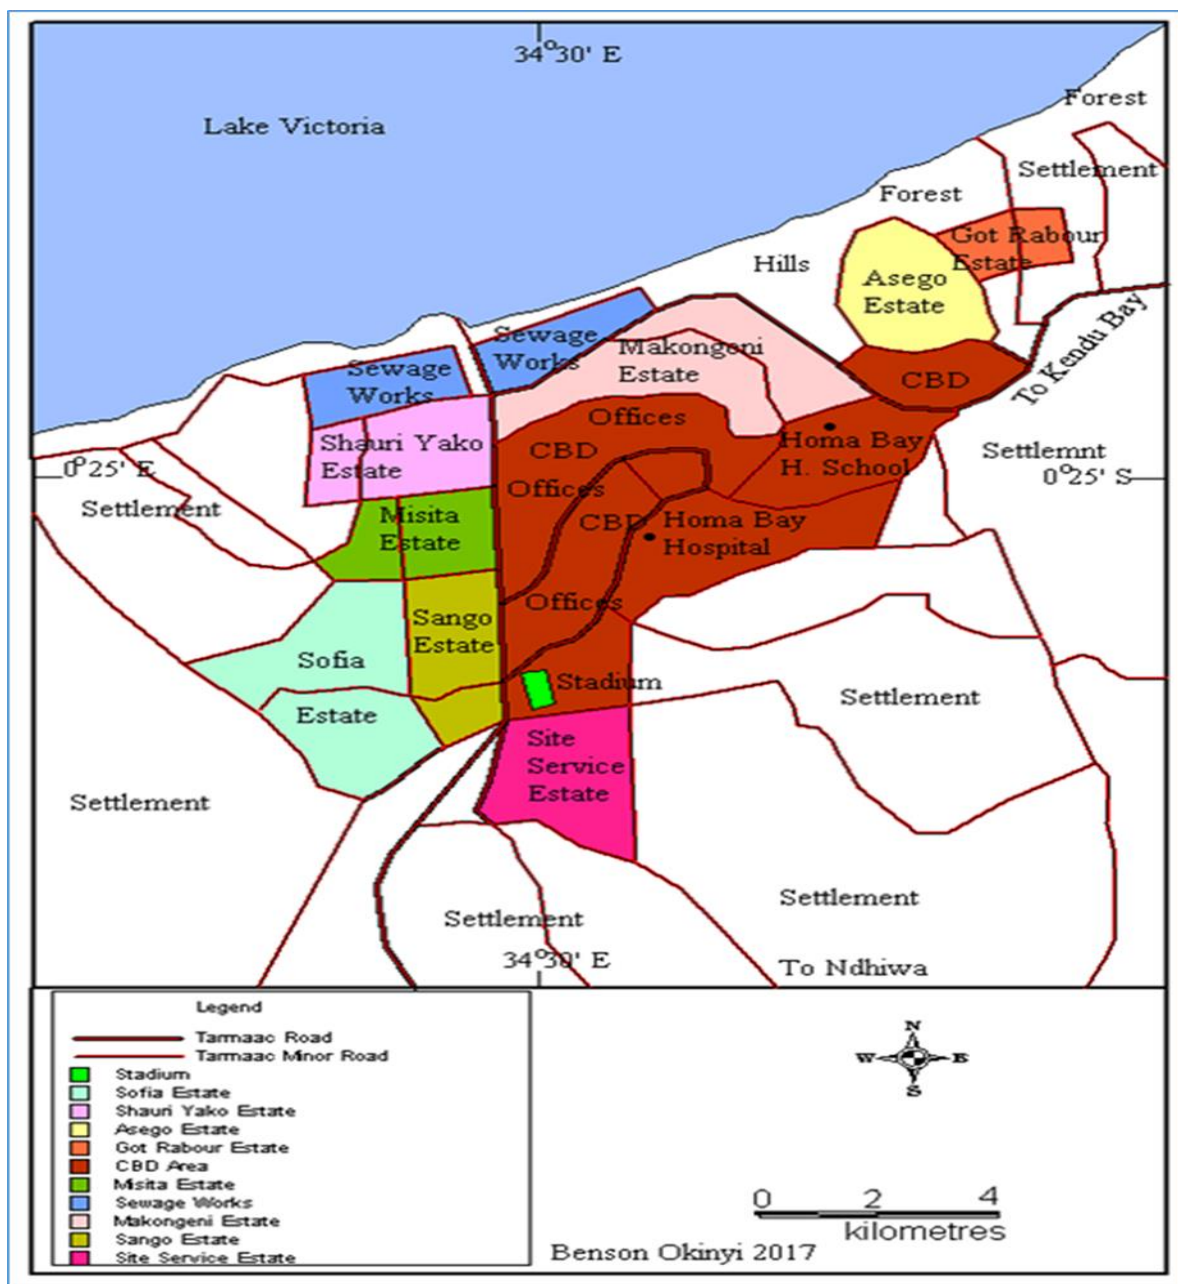 34°30' E
Lake Victoria
Forest
Settlement
Forest
Got Rabour
Estate
Hills
Asego
Estate
To Kendu Bay
Sewage
Works
Makongeni
Estate
Sewage
Works
CBD
Offices
Shauri Yako
Estate
CBD
Homa Bay
H. School
Settlemnt
0°25' E
0°25' S
Offices
Settlement
Misita
Estate
CBD
Homa Bay
Hospital
Offices
Sango
Estate
Sofia
Estate
Stadium
Settlement
Site
Service
Estate
Settlement
Settlement
Settlement
34°30' E
To Ndhiwa
Legend
Tarmaac Road
Tarmaac Minor Road
Stadium
Sofia Estate
Shauri Yako Estate
Asego Estate
Got Rabour Estate
CBD Area
Misita Estate
Sewage Works
Makongeni Estate
Sango Estate
Site Service Estate
N
W E
S
0 2 4
kilometres
Benson Okinyi 2017